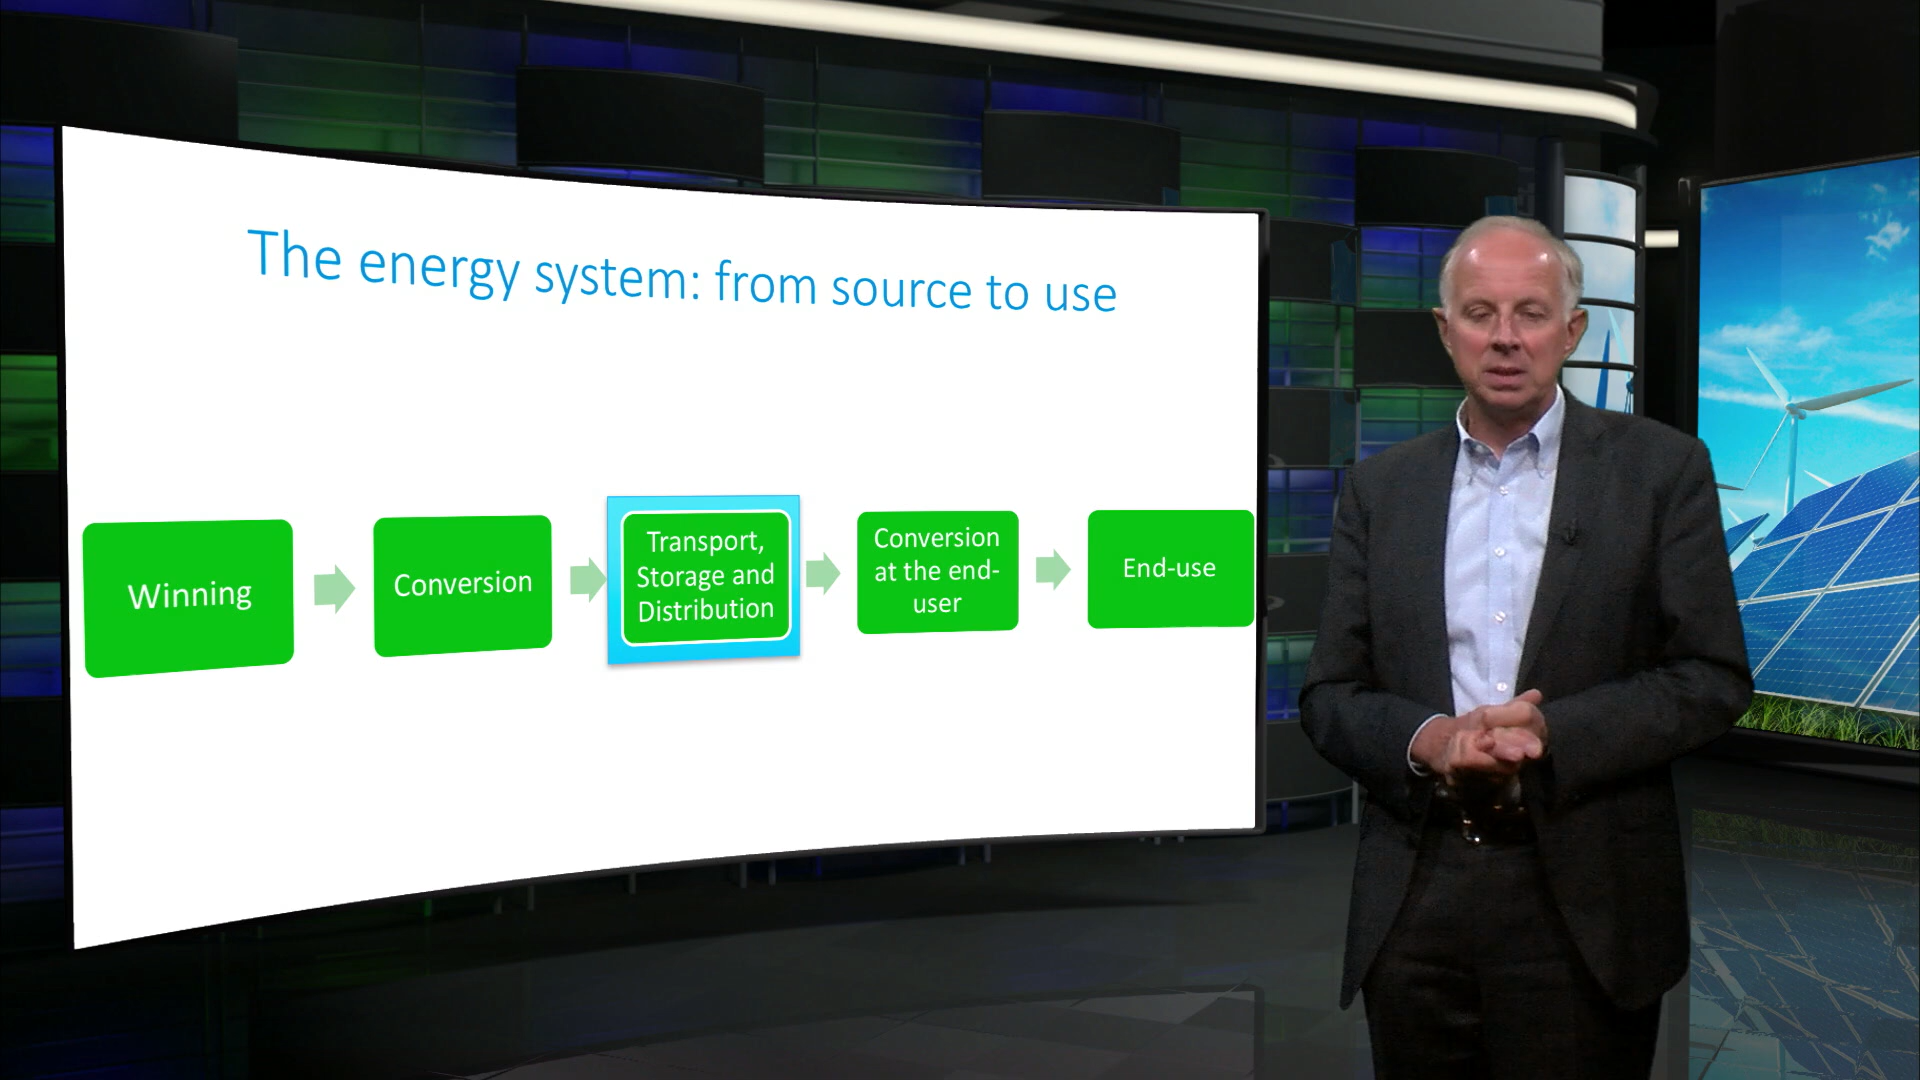 The energy system: from source to use
Winning
Conversion
Transport,
Storage and
Distribution
Conversion
at the end-
user
End-use